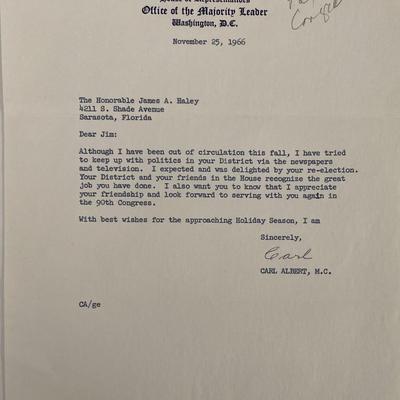 House of Representatives
Office of the Majority Leader
Washington, D.C.
November 25, 1966
The Honorable James A. Haley
4211 S. Shade Avenue
Sarasota, Florida
Dear Jim:
Although I have been out of circulation this fall, I have tried
to keep up with politics in your District via the newspapers
and television. I expected and was delighted by your re-election.
Your District and your friends in the House recognize the great
job you have done. I also want you to know that I appreciate
your friendship and look forward to serving with you again in
the 90th Congress.
With best wishes for the approaching Holiday Season, I am
Sincerely,
Carl
CARL ALBERT, M.C.
CA/ge